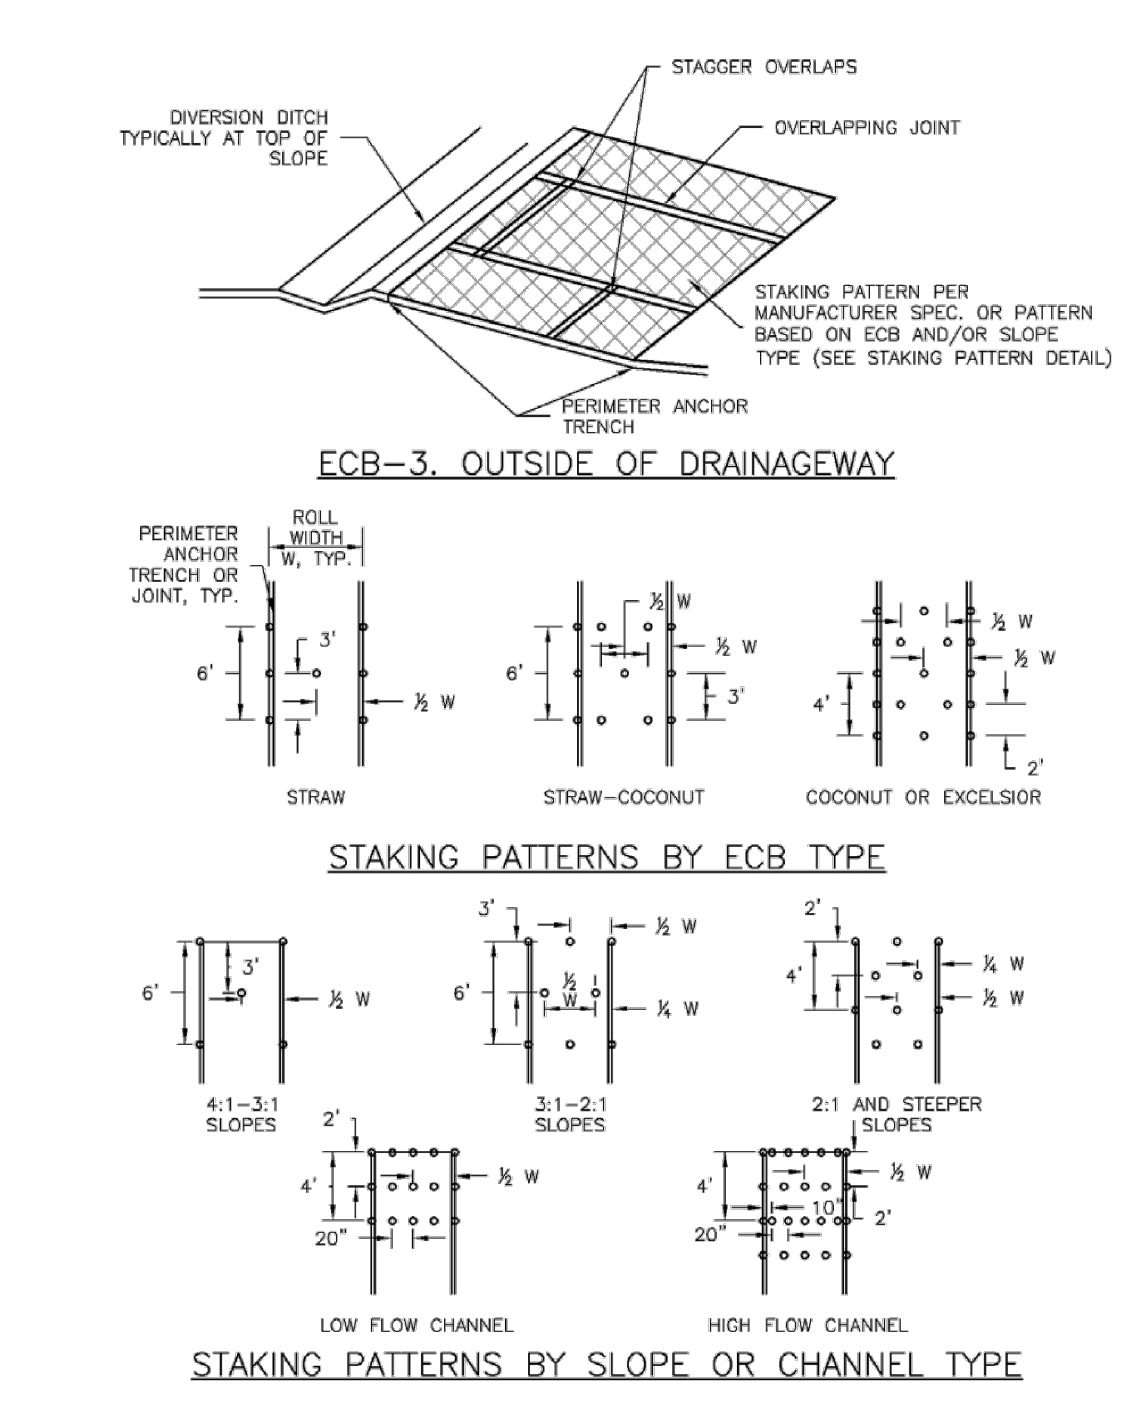 STAGGER OVERLAPS
DIVERSION DITCH
TYPICALLY AT TOP OF
SLOPE
OVERLAPPING JOINT
STAKING PATTERN PER
MANUFACTURER SPEC. OR PATTERN
BASED ON ECB AND/OR SLOPE
TYPE (SEE STAKING PATTERN DETAIL)
PERIMETER ANCHOR
TRENCH
ECB-3. OUTSIDE OF DRAINAGEWAY
PERIMETER
ANCHOR
TRENCH OR
JOINT, TYP.
ROLL
WIDTH
W, TYP.
3'
6'
½ W
STRAW
½ W
½ W
6'
3'
STRAW-COCONUT
½ W
½ W
4'
2'
COCONUT OR EXCELSIOR
STAKING PATTERNS BY ECB TYPE
3'
6'
½ W
4:1-3:1
SLOPES
3'
½ W
6'
½
W
¼ W
3:1-2:1
SLOPES
2'
4'
¼ W
½ W
2:1 AND STEEPER
SLOPES
2'
4'
½ W
20"
LOW FLOW CHANNEL
4'
½ W
10"
2'
20"
HIGH FLOW CHANNEL
STAKING PATTERNS BY SLOPE OR CHANNEL TYPE